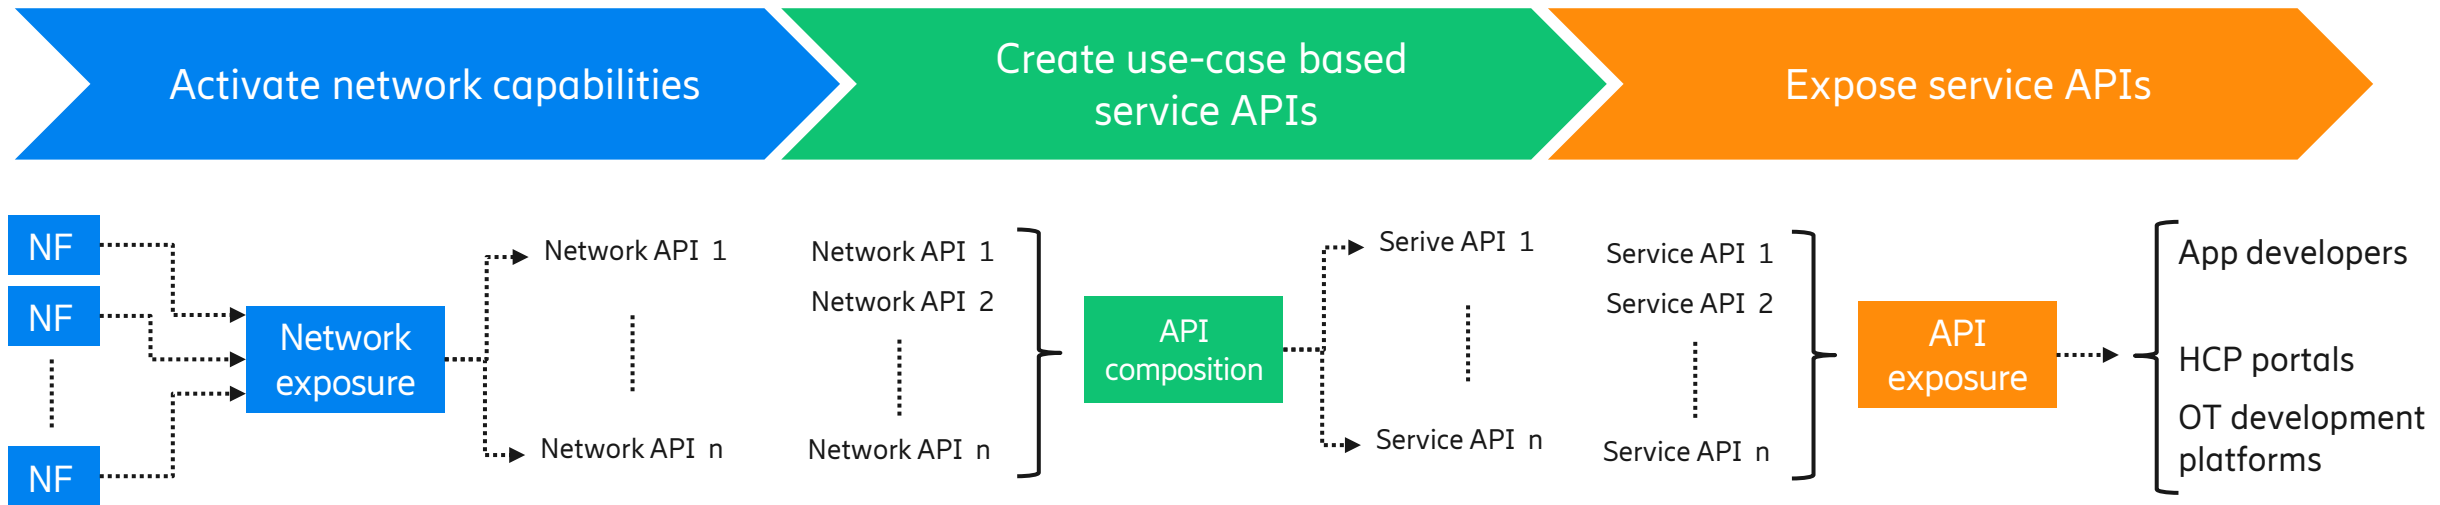 Activate network capabilities
Create use-case based
service APIs
Expose service APIs
NF
NF
NF
Network
exposure
Network API 1
Network API n
Network API 1
Network API 2
Network API n
API
composition
Serive API 1
Service API n
Service API 1
Service API 2
Service API n
API
exposure
App developers
HCP portals
OT development
platforms